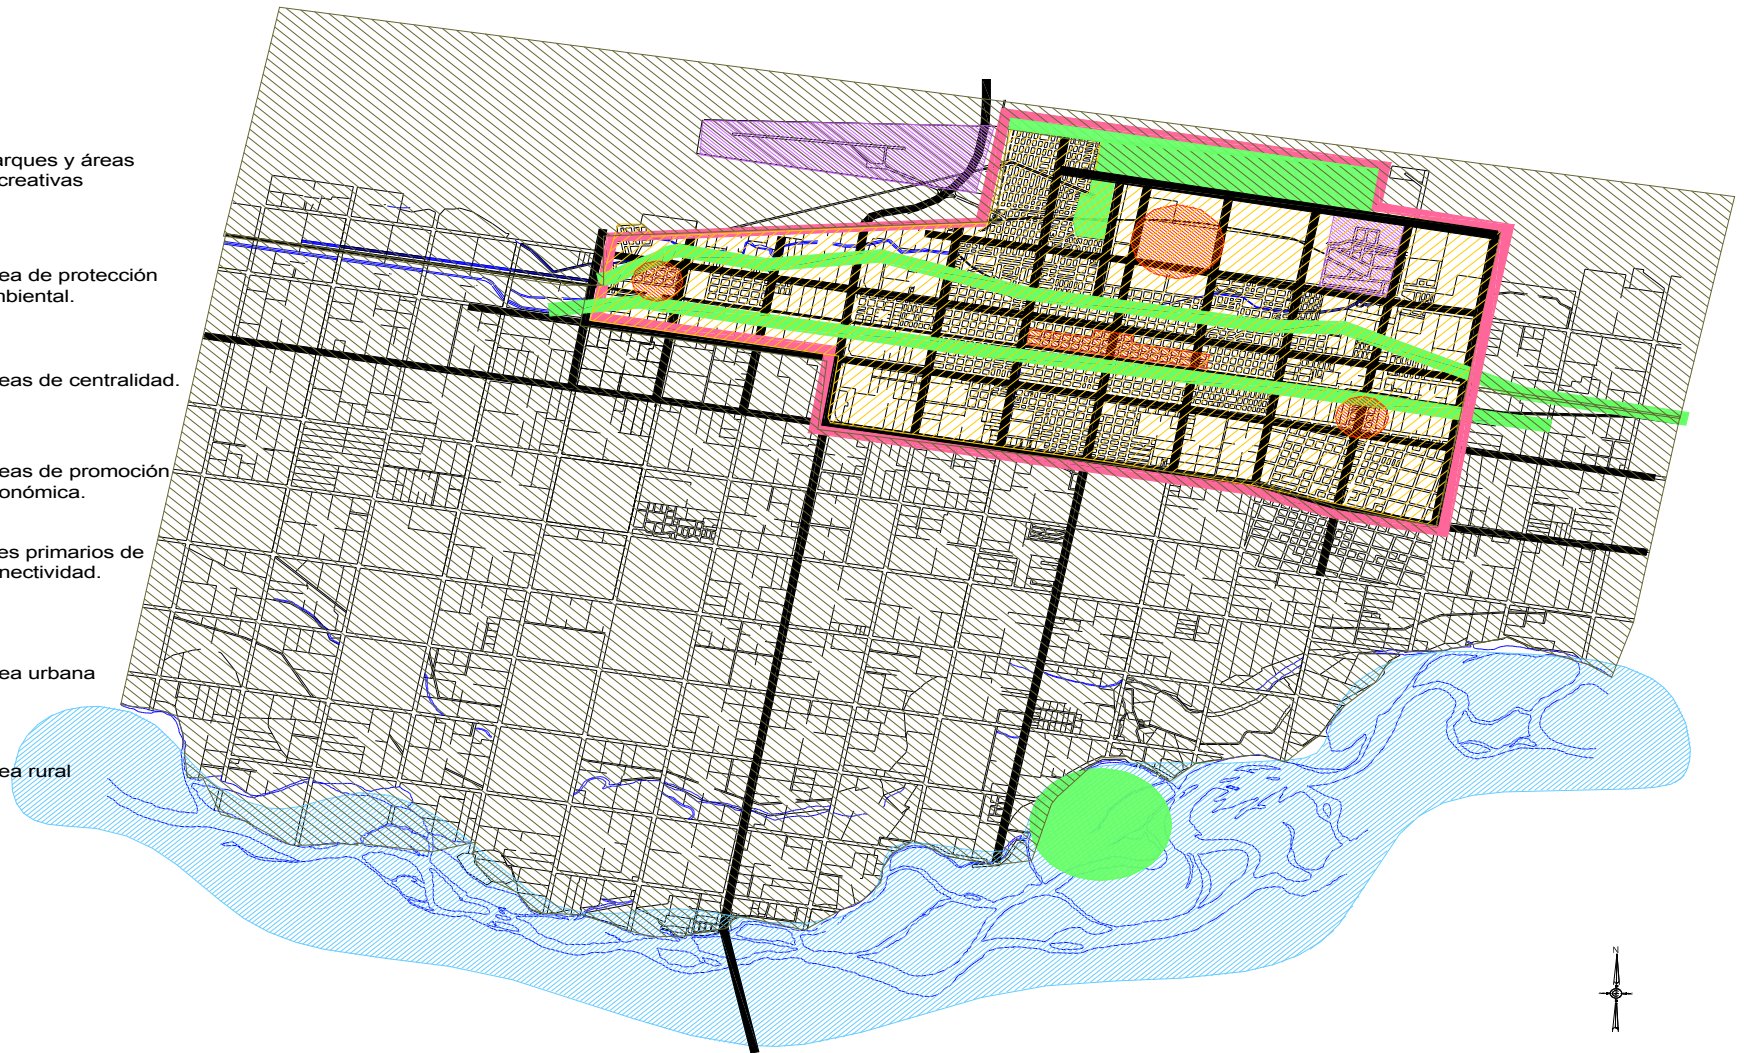 arques y áreas
creativas
ea de protección
mbiental.
eas de centralidad.
eas de promoción
onómica.
es primarios de
nectividad.
ea urbana
ea rural
N